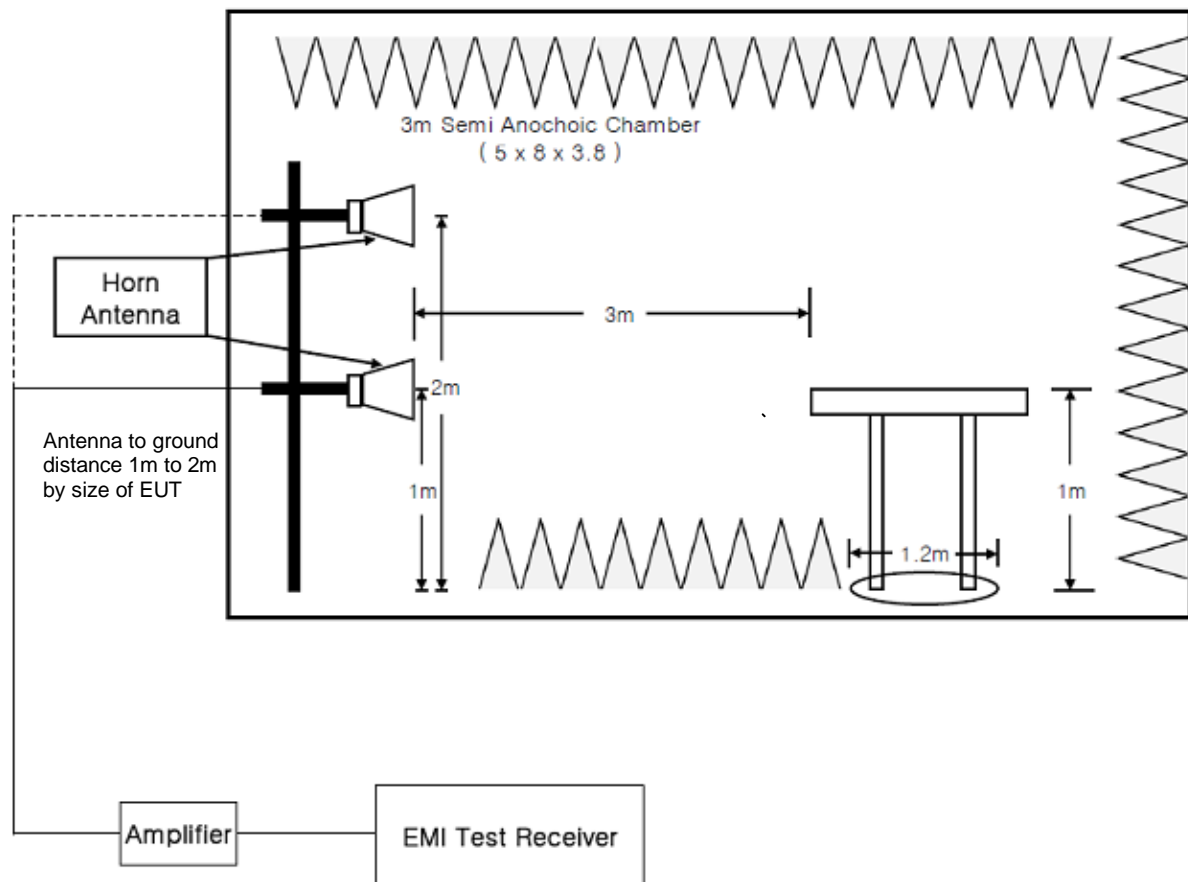 3m Semi Anochoic Chamber
( 5 x 8 x 3.8 )
Horn
Antenna
3m
2m
Antenna to ground
distance 1m to 2m
by size of EUT
1m
1m
1.2m
Amplifier
EMI Test Receiver